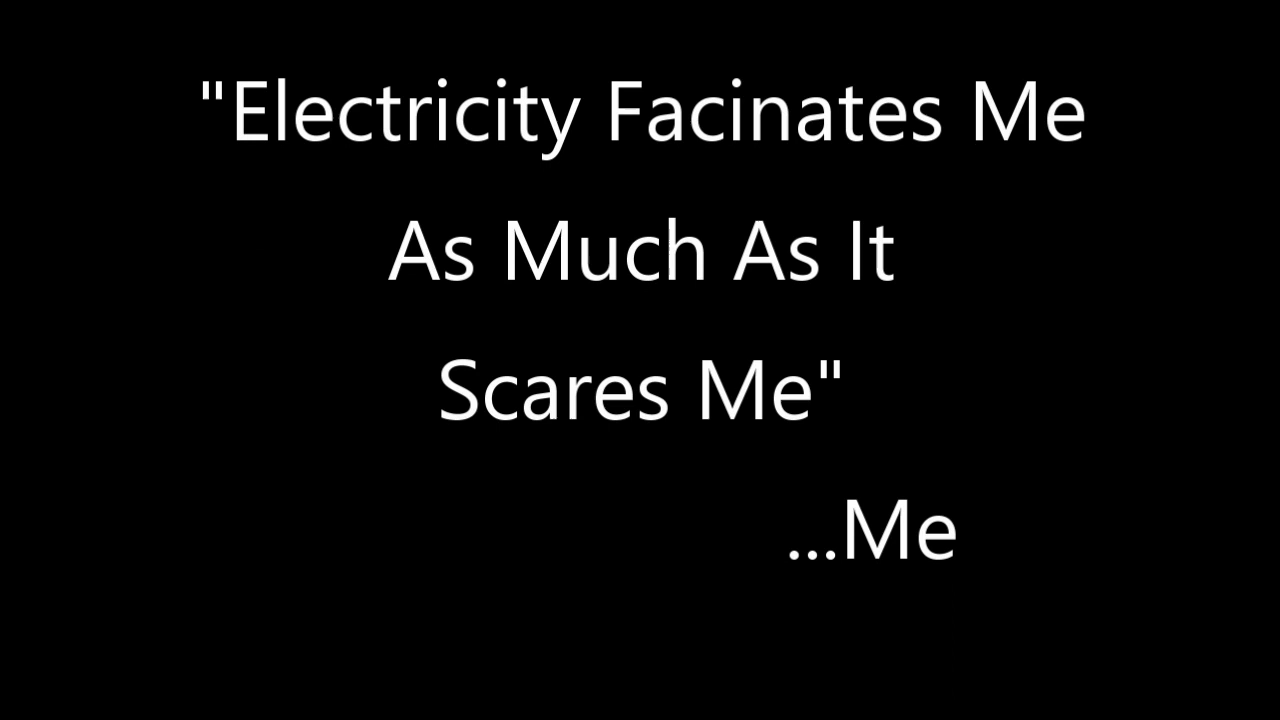 "Electricity Facinates Me
As Much As It
Scares Me"
...Me